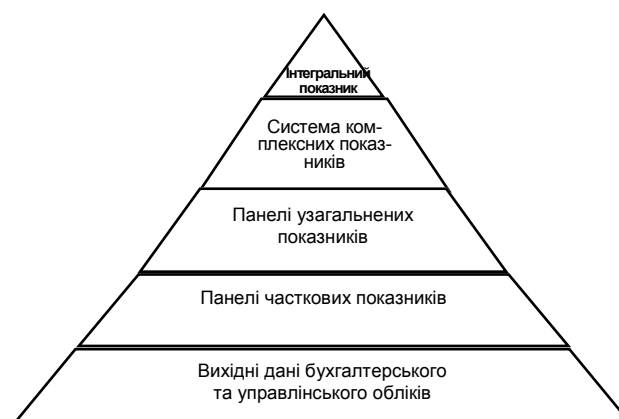 Інтегральний
показник
Система ком-
плексних показ-
ників
Панелі узагальнених
показників
Панелі часткових показників
Вихідні дані бухгалтерського
та управлінського обліків